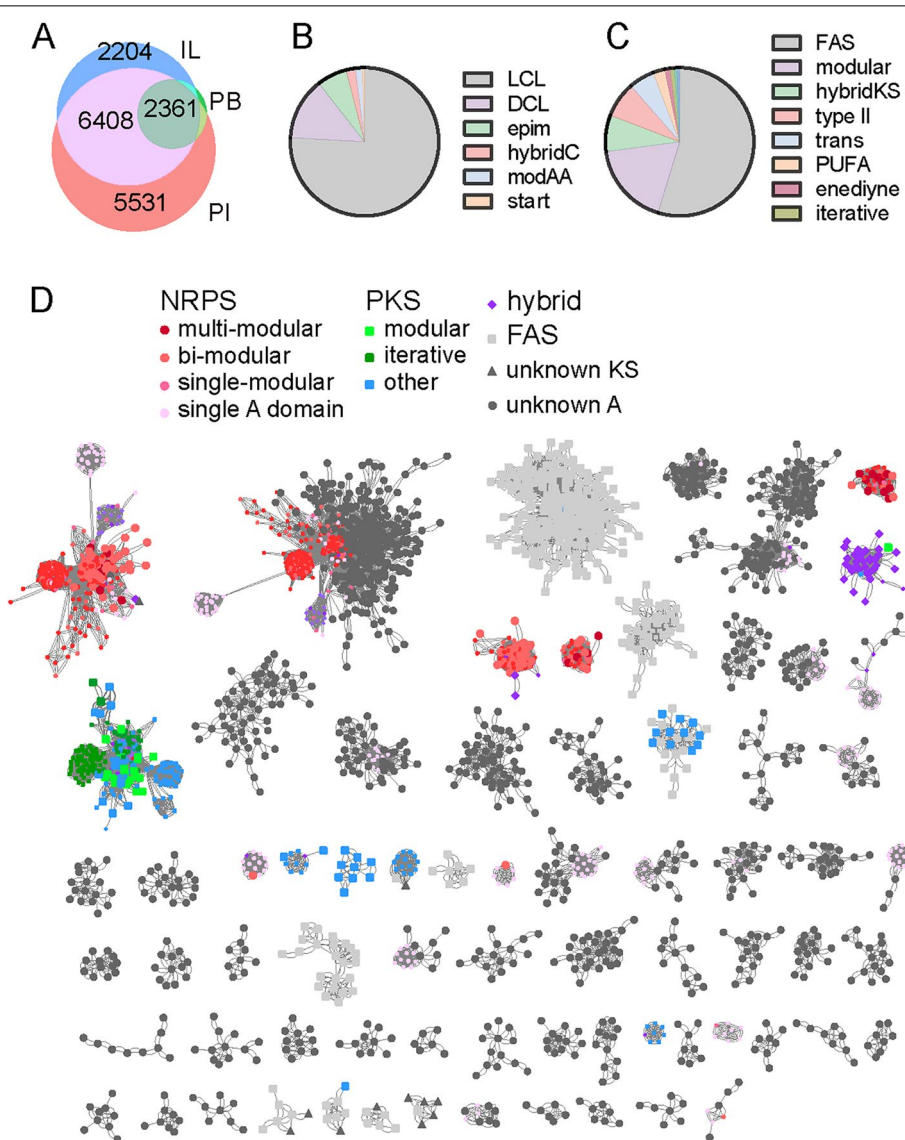 A
2204
IL
PB
6408
2361
5531
PI
B
LCL
DCL
epim
hybridC
modAA
start
C
FAS
modular
hybridKS
type II
trans
PUFA
enediyne
iterative
D
NRPS
multi-modular
bi-modular
single-modular
single A domain
PKS
modular
iterative
other
hybrid
FAS
unknown KS
unknown A